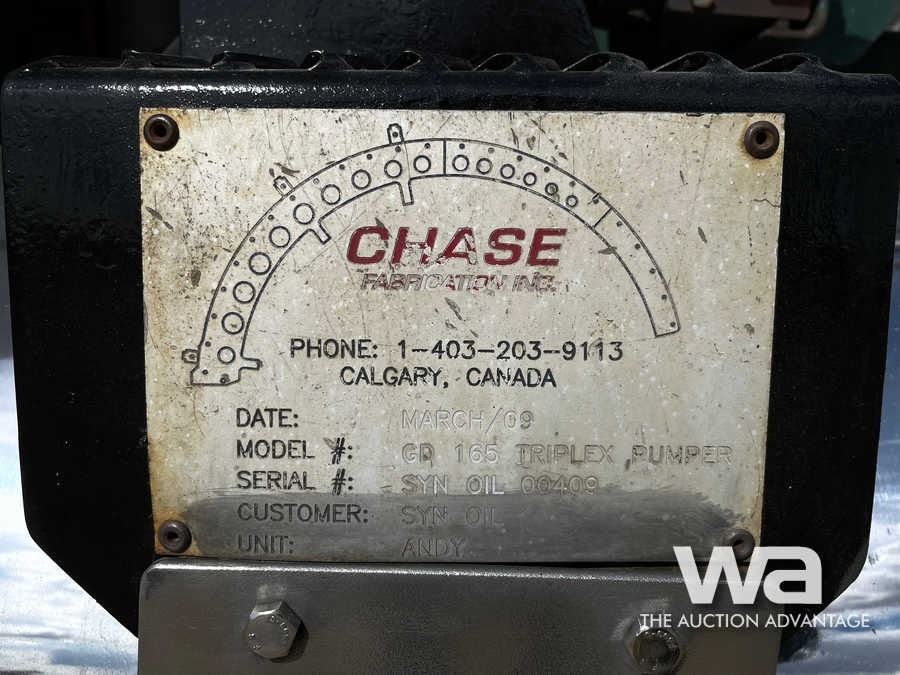 CHASE
FABRICATION INC.
PHONE: 1-403-203-9113
CALGARY, CANADA
DATE: MARCH/09
MODEL #: GD 165 TRIPLEX PUMPER
SERIAL #: SYN OIL 00409
CUSTOMER: SYN OIL
UNIT: ANDY
wa
THE AUCTION ADVANTAGE